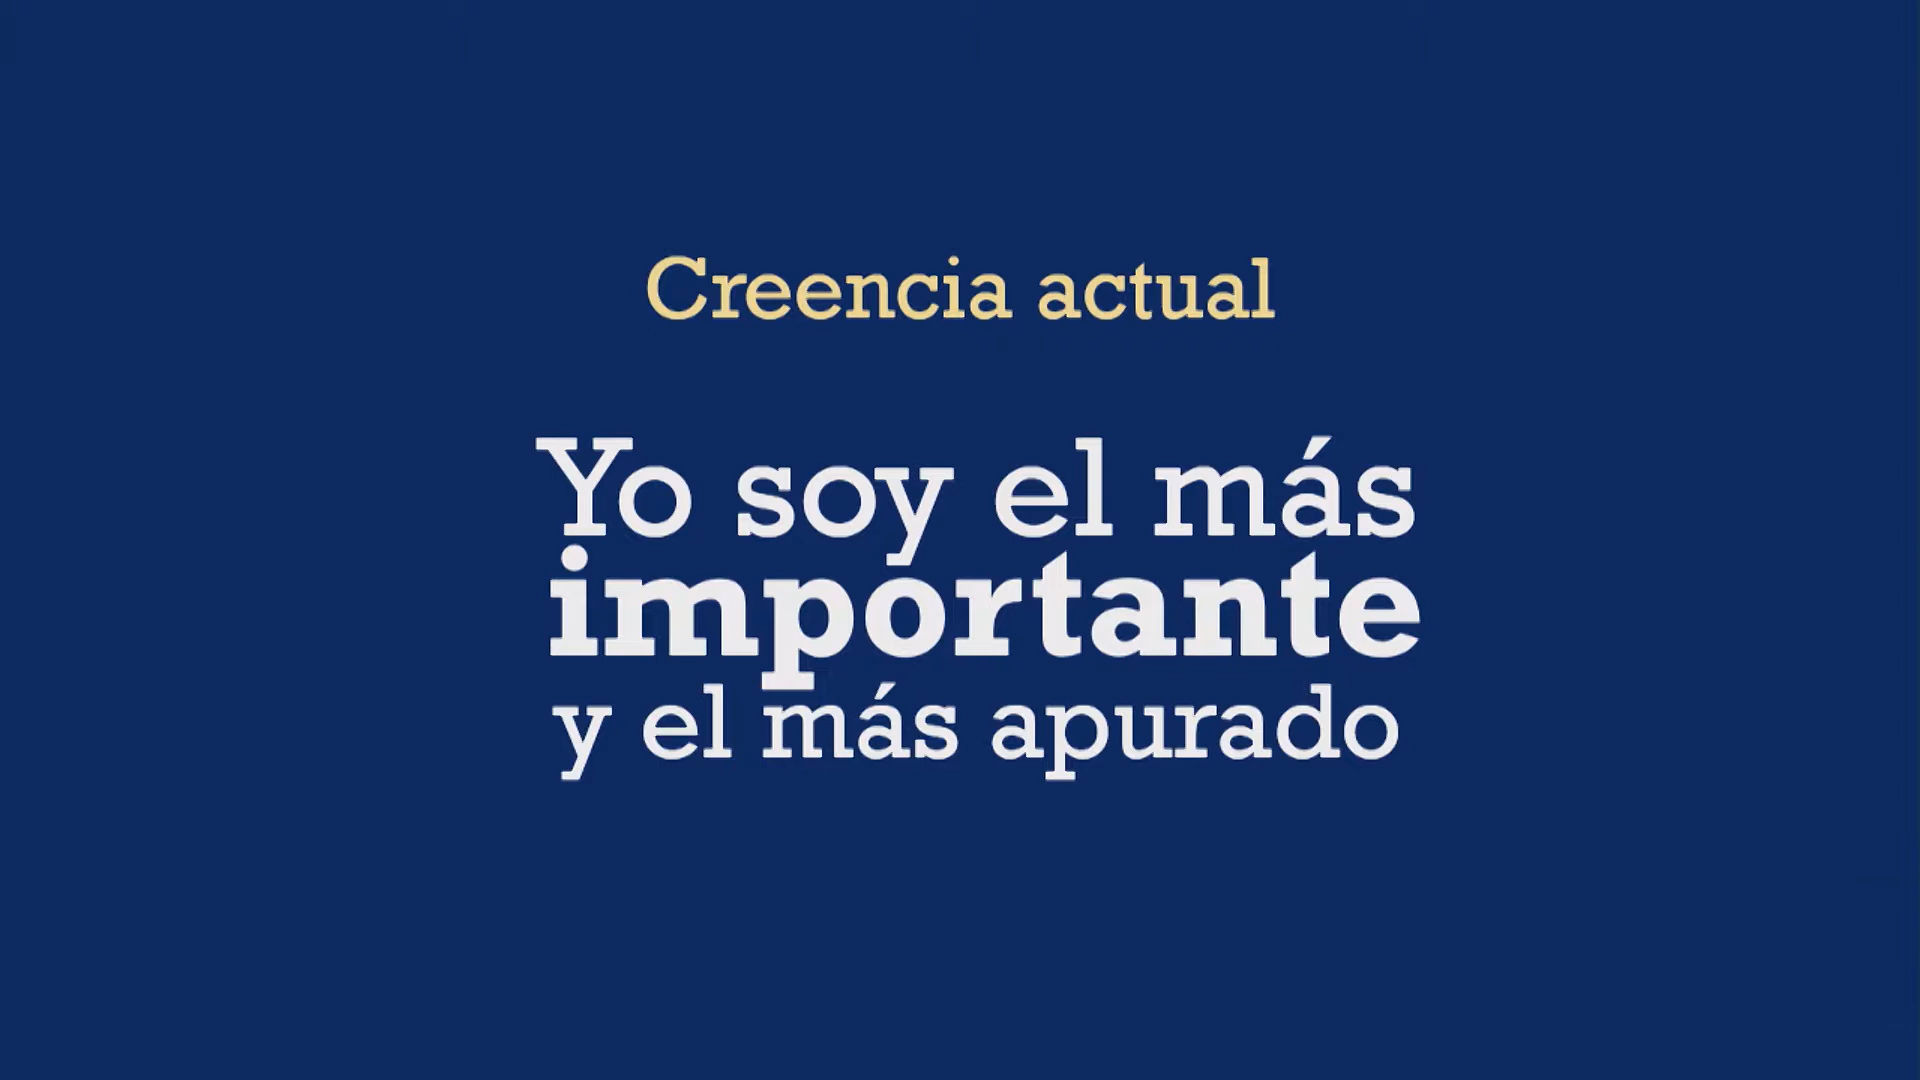 Creencia actual
Yo soy el más
importante
y el más apurado